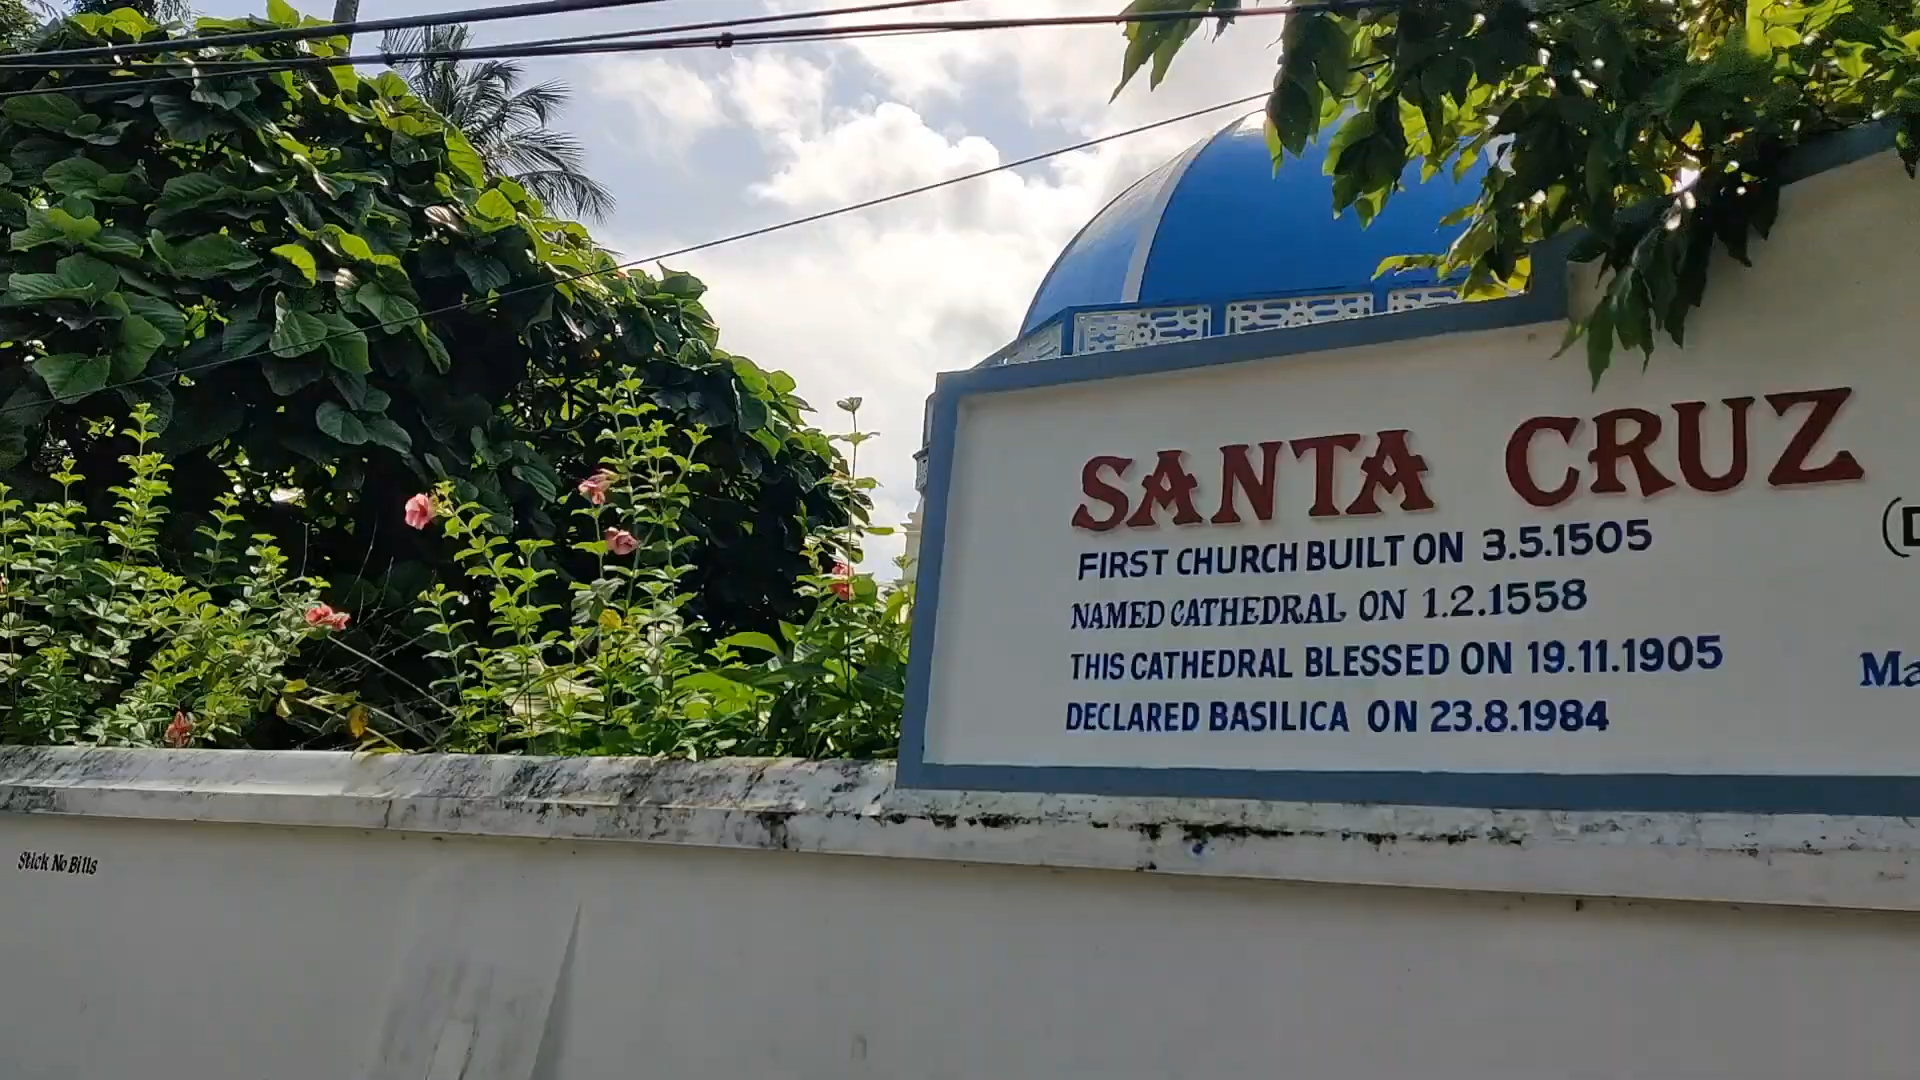 SANTA CRUZ
FIRST CHURCH BUILT ON 3.5.1505
NAMED CATHEDRAL ON 1.2.1558
THIS CATHEDRAL BLESSED ON 19.11.1905
DECLARED BASILICA ON 23.8.1984
Stick No Bills